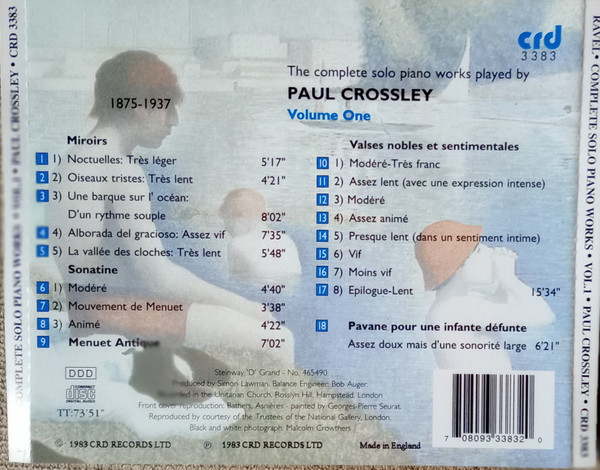 crd
3383
The complete solo piano works played by
PAUL CROSSLEY
Volume One
1875-1937
Miroirs
1 1) Noctuelles: Très léger 5'17"
2 2) Oiseaux tristes: Très lent 4'21"
3 3) Une barque sur l' océan:
D'un rythme souple 8'02"
4 4) Alborada del gracioso: Assez vif 7'35"
5 5) La vallée des cloches: Très lent 5'48"
Sonatine
6 1) Modéré 4'40"
7 2) Mouvement de Menuet 3'38"
8 3) Animé 4'22"
9 Menuet Antique 7'02"
Valses nobles et sentimentales
10 1) Modéré-Très franc
11 2) Assez lent (avec une expression intense)
12 3) Modéré
13 4) Assez animé
14 5) Presque lent (dans un sentiment intime)
15 6) Vif
16 7) Moins vif
17 8) Epilogue-Lent 15'34"
18 Pavane pour une infante défunte
Assez doux mais d'une sonorité large 6'21"
DDD
COMPACT
disc
DIGITAL AUDIO
TT:73'51"
Steinway 'D' Grand - No. 465490
Produced by Simon Lawman. Balance Engineer: Bob Auger.
Recorded in the Unitarian Church, Rosslyn Hill, Hampstead, London
Front cover reproduction: Bathers, Asnières - painted by Georges-Pierre Seurat.
Reproduced by courtesy of the Trustees of the National Gallery, London.
Black and white photograph: Malcolm Crowthers
© 1983 CRD RECORDS LTD ℗ 1983 CRD RECORDS LTD Made in England
7 08093 33832 0
COMPLETE SOLO PIANO WORKS • VOL.1 • PAUL CROSSLEY • CRD 3383
RAVEL • COMPLETE SOLO PIANO WORKS • VOL.1 • PAUL CROSSLEY • CRD 3383